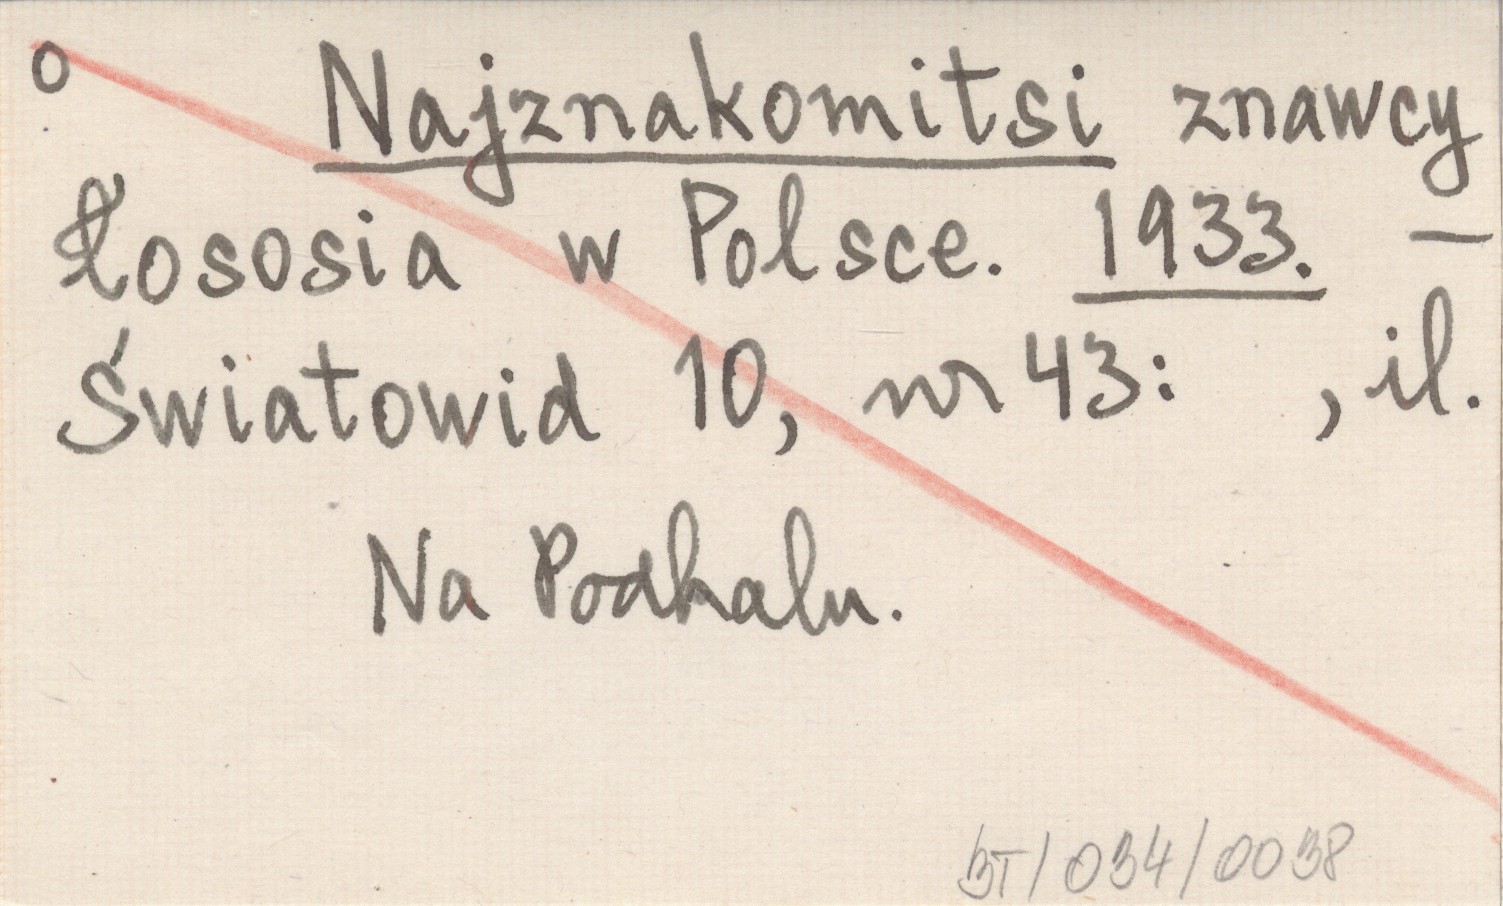 o Najznakomitsi znawcy
łososia w Polsce. 1933. —
Światowid 10, nr 43: , il.
Na Podhalu.
BT/034/0038